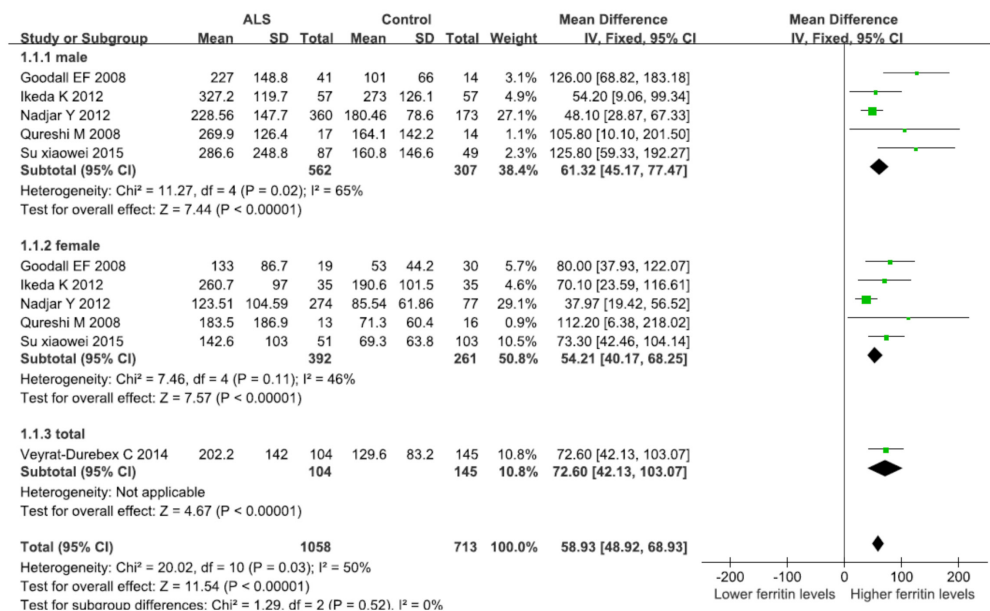 ALS Control Mean Difference Mean Difference
Study or Subgroup Mean SD Total Mean SD Total Weight IV, Fixed, 95% CI IV, Fixed, 95% CI
1.1.1 male
Goodall EF 2008 227 148.8 41 101 66 14 3.1% 126.00 [68.82, 183.18]
Ikeda K 2012 327.2 119.7 57 273 126.1 57 4.9% 54.20 [9.06, 99.34]
Nadjar Y 2012 228.56 147.7 360 180.46 78.6 173 27.1% 48.10 [28.87, 67.33]
Qureshi M 2008 269.9 126.4 17 164.1 142.2 14 1.1% 105.80 [10.10, 201.50]
Su xiaowei 2015 286.6 248.8 87 160.8 146.6 49 2.3% 125.80 [59.33, 192.27]
Subtotal (95% CI) 562 307 38.4% 61.32 [45.17, 77.47]
Heterogeneity: Chi² = 11.27, df = 4 (P = 0.02); I² = 65%
Test for overall effect: Z = 7.44 (P < 0.00001)
1.1.2 female
Goodall EF 2008 133 86.7 19 53 44.2 30 5.7% 80.00 [37.93, 122.07]
Ikeda K 2012 260.7 97 35 190.6 101.5 35 4.6% 70.10 [23.59, 116.61]
Nadjar Y 2012 123.51 104.59 274 85.54 61.86 77 29.1% 37.97 [19.42, 56.52]
Qureshi M 2008 183.5 186.9 13 71.3 60.4 16 0.9% 112.20 [6.38, 218.02]
Su xiaowei 2015 142.6 103 51 69.3 63.8 103 10.5% 73.30 [42.46, 104.14]
Subtotal (95% CI) 392 261 50.8% 54.21 [40.17, 68.25]
Heterogeneity: Chi² = 7.46, df = 4 (P = 0.11); I² = 46%
Test for overall effect: Z = 7.57 (P < 0.00001)
1.1.3 total
Veyrat-Durebex C 2014 202.2 142 104 129.6 83.2 145 10.8% 72.60 [42.13, 103.07]
Subtotal (95% CI) 104 145 10.8% 72.60 [42.13, 103.07]
Heterogeneity: Not applicable
Test for overall effect: Z = 4.67 (P < 0.00001)
Total (95% CI) 1058 713 100.0% 58.93 [48.92, 68.93]
Heterogeneity: Chi² = 20.02, df = 10 (P = 0.03); I² = 50%
Test for overall effect: Z = 11.54 (P < 0.00001)
Test for subgroup differences: Chi² = 1.29, df = 2 (P = 0.52), I² = 0%
-200 -100 0 100 200
Lower ferritin levels Higher ferritin levels